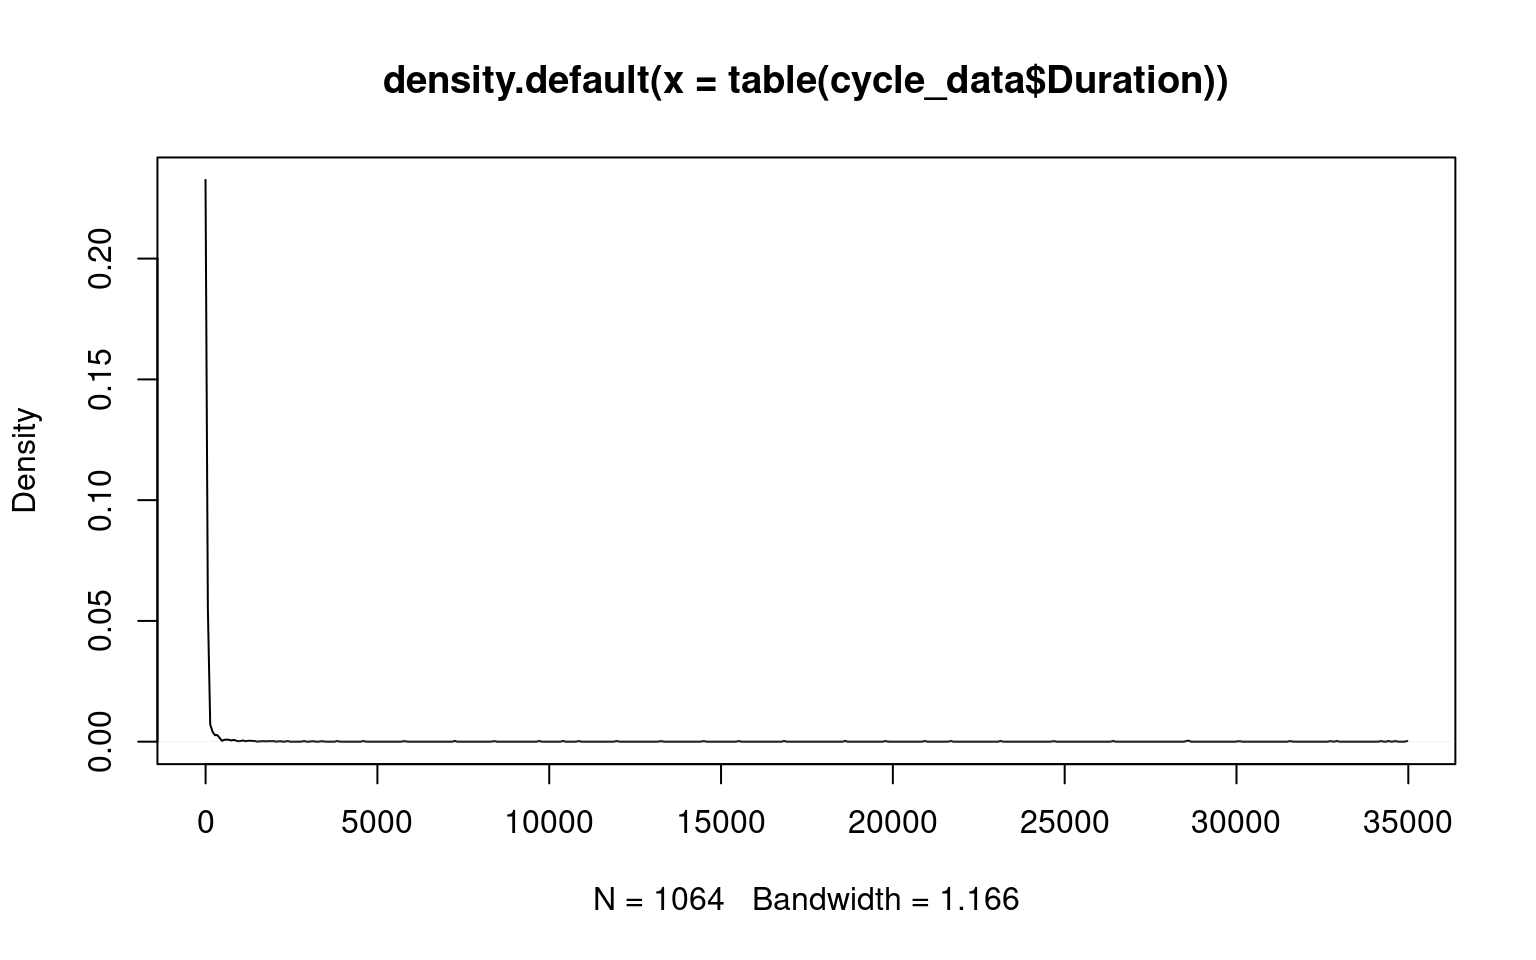 density.default(x = table(cycle_data$Duration))
Density
0.20
0.15
0.10
0.05
0.00
0 5000 10000 15000 20000 25000 30000 35000
N = 1064 Bandwidth = 1.166